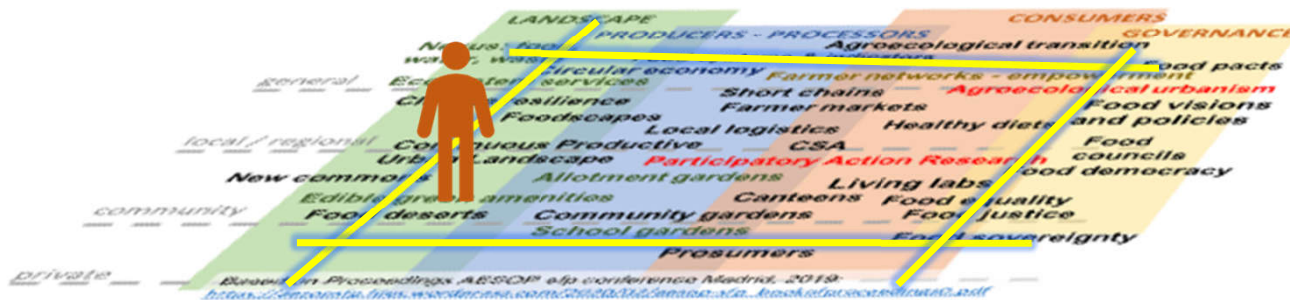 LANDSCAPE CONSUMERS
PRODUCERS - PROCESSORS GOVERNANCE
Agroecological transition
Food pacts
Circular economy
general services Farmer networks - empowerment
Short chains Agroecological urbanism
resilience Farmer markets Food visions
Foodscapes and policies
Local logistics Healthy diets
local / regional Productive CSA Food
Landscape Participatory Action Research councils
New commons Allotment gardens Food democracy
Living labs
Edible green amenities Canteens Food equality
community Food deserts Community gardens Food justice
School gardens Food sovereignty
Prosumers
private
Based on Proceedings AESOP sfp conference Madrid, 2019: